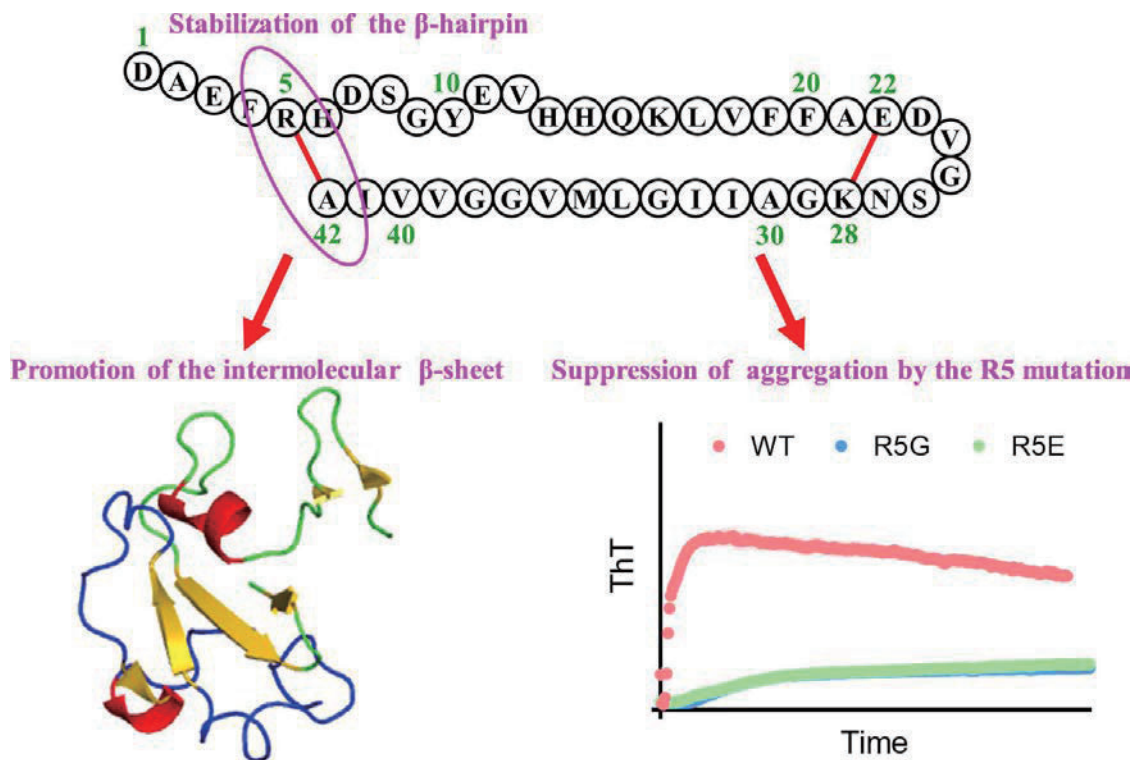 Stabilization of the β-hairpin
1
5
10
20
22
D A E F R H D S G Y E V H H Q K L V F F A E D V G
A I V V G G V M L G I I A G K N S
42
40
30
28
Promotion of the intermolecular β-sheet
Suppression of aggregation by the R5 mutation
WT
R5G
R5E
ThT
Time